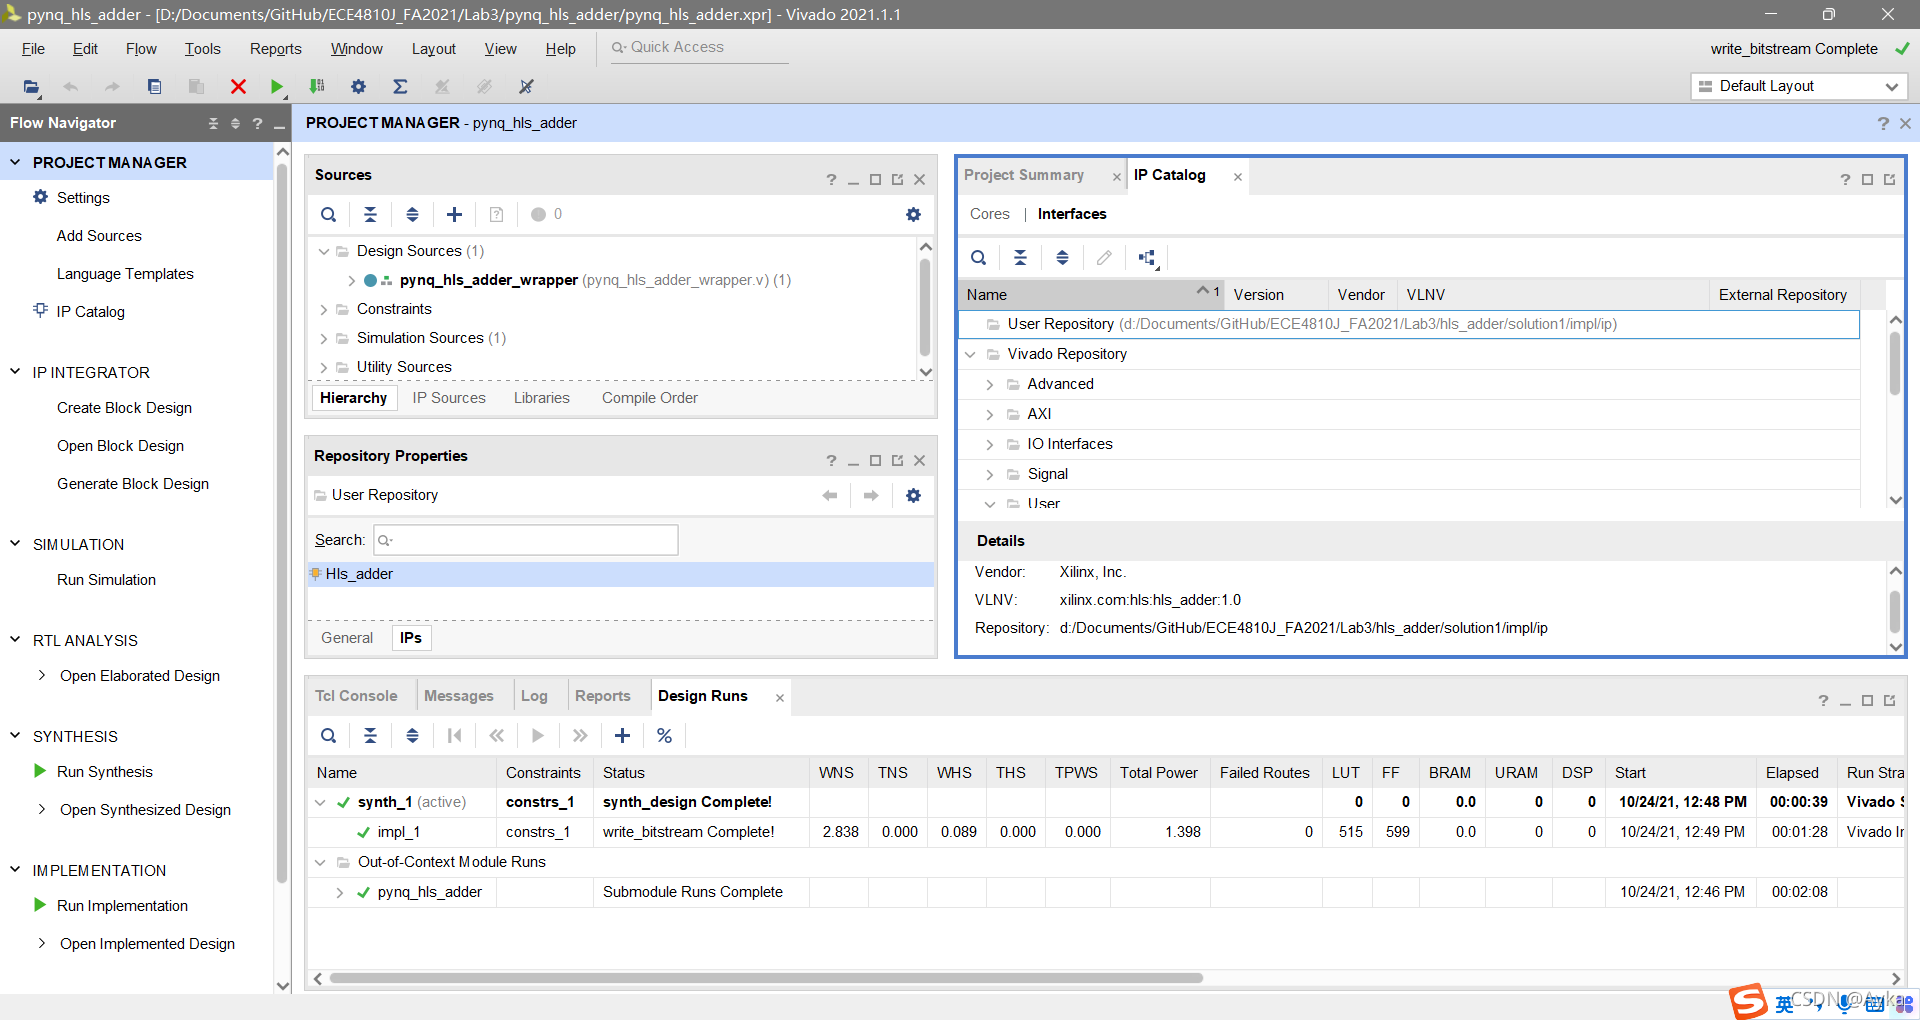 pynq_hls_adder - [D:/Documents/GitHub/ECE4810J_FA2021/Lab3/pynq_hls_adder/pynq_hls_adder.xpr] - Vivado 2021.1.1
File Edit Flow Tools Reports Window Layout View Help Quick Access write_bitstream Complete
Default Layout
Flow Navigator
PROJECT MANAGER - pynq_hls_adder
PROJECT MANAGER
Settings
Add Sources
Language Templates
IP Catalog
IP INTEGRATOR
Create Block Design
Open Block Design
Generate Block Design
SIMULATION
Run Simulation
RTL ANALYSIS
Open Elaborated Design
SYNTHESIS
Run Synthesis
Open Synthesized Design
IMPLEMENTATION
Run Implementation
Open Implemented Design
Sources
0
Design Sources (1)
pynq_hls_adder_wrapper (pynq_hls_adder_wrapper.v) (1)
Constraints
Simulation Sources (1)
Utility Sources
Hierarchy IP Sources Libraries Compile Order
Repository Properties
User Repository
Search:
Hls_adder
General IPs
Project Summary IP Catalog
Cores | Interfaces
Name 1 Version Vendor VLNV External Repository
User Repository (d:/Documents/GitHub/ECE4810J_FA2021/Lab3/hls_adder/solution1/impl/ip)
Vivado Repository
Advanced
AXI
IO Interfaces
Signal
User
Details
Vendor: Xilinx, Inc.
VLNV: xilinx.com:hls:hls_adder:1.0
Repository: d:/Documents/GitHub/ECE4810J_FA2021/Lab3/hls_adder/solution1/impl/ip
Tcl Console Messages Log Reports Design Runs
Name Constraints Status WNS TNS WHS THS TPWS Total Power Failed Routes LUT FF BRAM URAM DSP Start Elapsed Run Stra
synth_1 (active) constrs_1 synth_design Complete! 0 0 0.0 0 0 10/24/21, 12:48 PM 00:00:39 Vivado S
impl_1 constrs_1 write_bitstream Complete! 2.838 0.000 0.089 0.000 0.000 1.398 0 515 599 0.0 0 0 10/24/21, 12:49 PM 00:01:28 Vivado Ir
Out-of-Context Module Runs
pynq_hls_adder Submodule Runs Complete 10/24/21, 12:46 PM 00:02:08
英